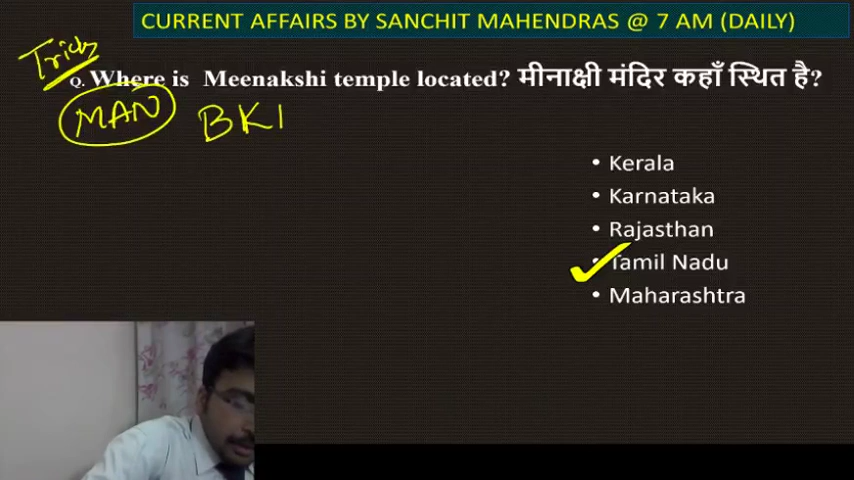 CURRENT AFFAIRS BY SANCHIT MAHENDRAS @ 7 AM (DAILY)
Trick
Q. Where is Meenakshi temple located? मीनाक्षी मंदिर कहाँ स्थित है?
MAN BKI
• Kerala
• Karnataka
• Rajasthan
• Tamil Nadu
• Maharashtra